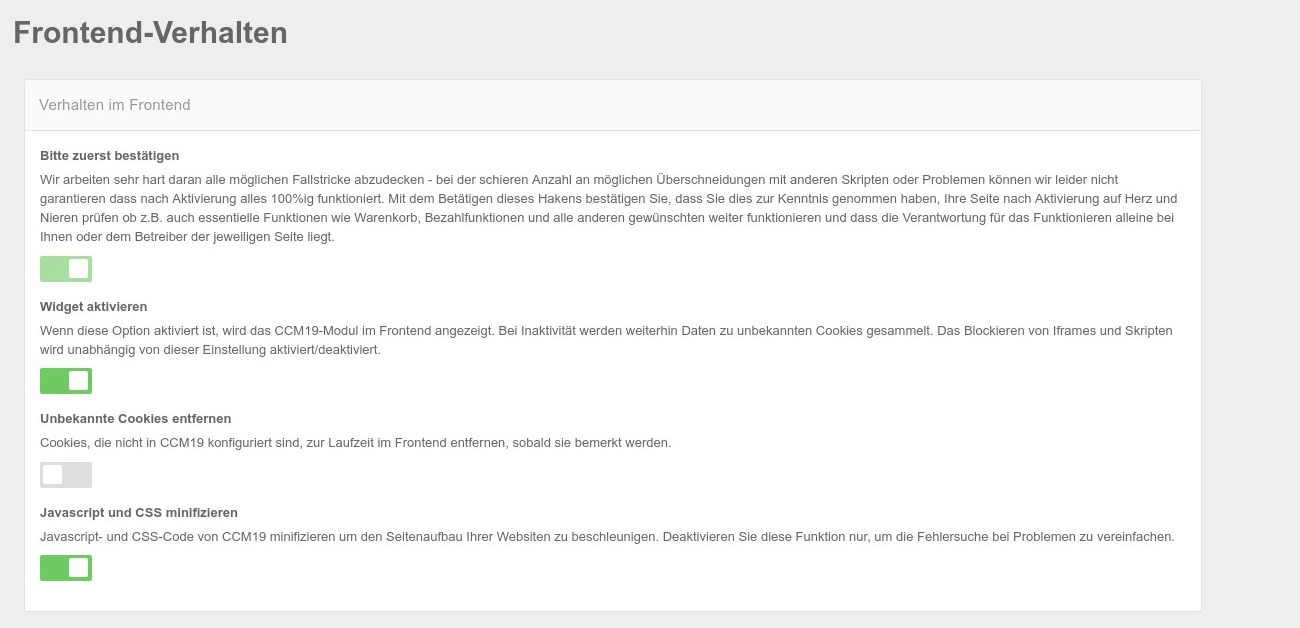 Frontend-Verhalten
Verhalten im Frontend
Bitte zuerst bestätigen
Wir arbeiten sehr hart daran alle möglichen Fallstricke abzudecken - bei der schieren Anzahl an möglichen Überschneidungen mit anderen Skripten oder Problemen können wir leider nicht
garantieren dass nach Aktivierung alles 100%ig funktioniert. Mit dem Betätigen dieses Hakens bestätigen Sie, dass Sie dies zur Kenntnis genommen haben, Ihre Seite nach Aktivierung auf Herz und
Nieren prüfen ob z.B. auch essentielle Funktionen wie Warenkorb, Bezahlfunktionen und alle anderen gewünschten weiter funktionieren und dass die Verantwortung für das Funktionieren alleine bei
Ihnen oder dem Betreiber der jeweiligen Seite liegt.
Widget aktivieren
Wenn diese Option aktiviert ist, wird das CCM19-Modul im Frontend angezeigt. Bei Inaktivität werden weiterhin Daten zu unbekannten Cookies gesammelt. Das Blockieren von Iframes und Skripten
wird unabhängig von dieser Einstellung aktiviert/deaktiviert.
Unbekannte Cookies entfernen
Cookies, die nicht in CCM19 konfiguriert sind, zur Laufzeit im Frontend entfernen, sobald sie bemerkt werden.
Javascript und CSS minifizieren
Javascript- und CSS-Code von CCM19 minifizieren um den Seitenaufbau Ihrer Websiten zu beschleunigen. Deaktivieren Sie diese Funktion nur, um die Fehlersuche bei Problemen zu vereinfachen.